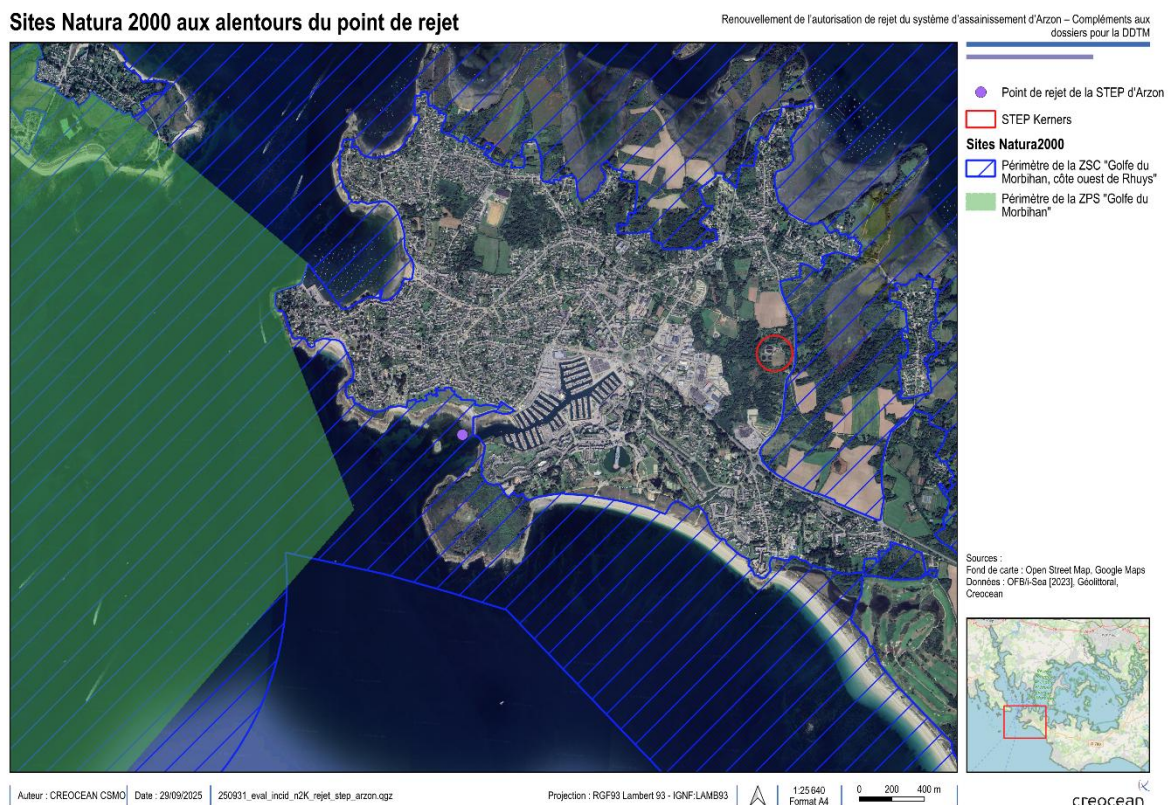 Sites Natura 2000 aux alentours du point de rejet
Renouvellement de l'autorisation de rejet du système d'assainissement d'Arzon – Compléments aux
dossiers pour la DDTM
Point de rejet de la STEP d'Arzon
STEP Kerners
Sites Natura2000
Périmètre de la ZSC "Golfe du
Morbihan, côte ouest de Rhuys"
Périmètre de la ZPS "Golfe du
Morbihan"
Sources :
Fond de carte : Open Street Map, Google Maps
Données : OFB/i-Sea [2023], Géolittoral,
Creocean
Auteur : CREOCEAN CSMO
Date : 29/09/2025
250931_eval_incid_n2K_rejet_step_arzon.qgz
Projection : RGF93 Lambert 93 - IGNF:LAMB93
1:25 640
Format A4
0 200 400 m
creocean